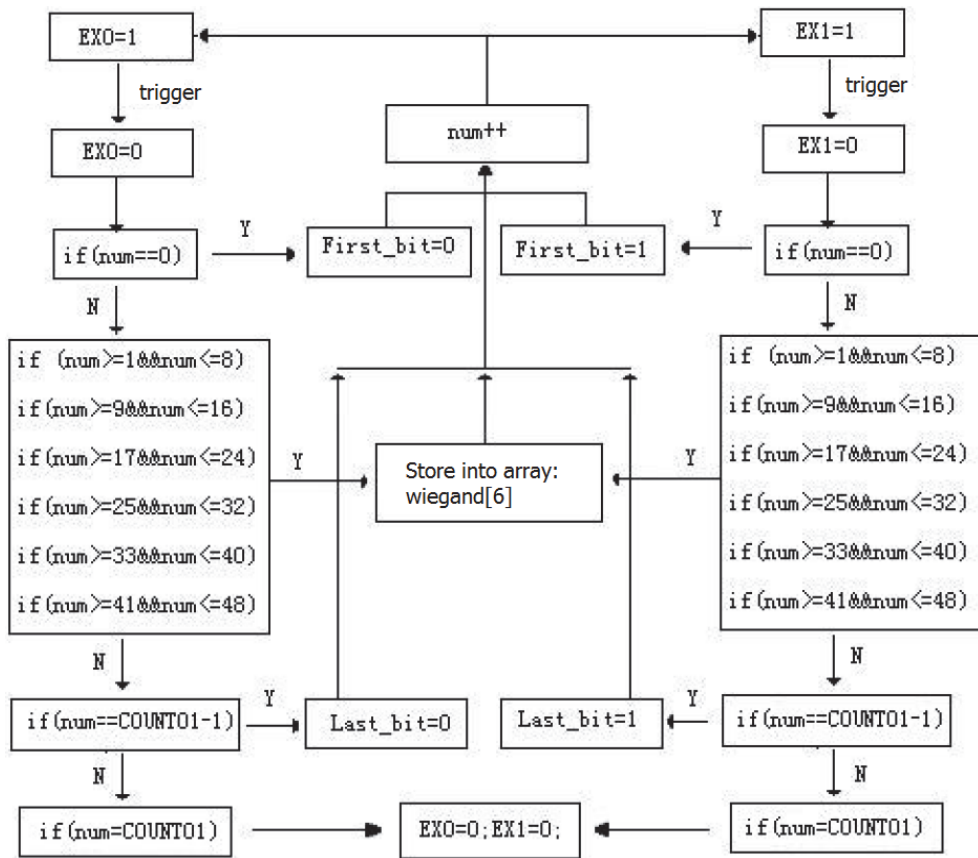 EX0=1
EX1=1
trigger
trigger
num++
EX0=0
EX1=0
Y
Y
if(num==0)
First_bit=0
First_bit=1
if(num==0)
N
N
if (num>=1&&num<=8)
if(num>=9&&num<=16)
if(num>=17&&num<=24)
if(num>=25&&num<=32)
if(num>=33&&num<=40)
if(num>=41&&num<=48)
Y
Store into array:
wiegand[6]
Y
if (num>=1&&num<=8)
if(num>=9&&num<=16)
if(num>=17&&num<=24)
if(num>=25&&num<=32)
if(num>=33&&num<=40)
if(num>=41&&num<=48)
N
N
if(num==COUNT01-1)
Y
Last_bit=0
Last_bit=1
Y
if(num==COUNT01-1)
N
N
if(num=COUNT01)
EX0=0;EX1=0;
if(num=COUNT01)